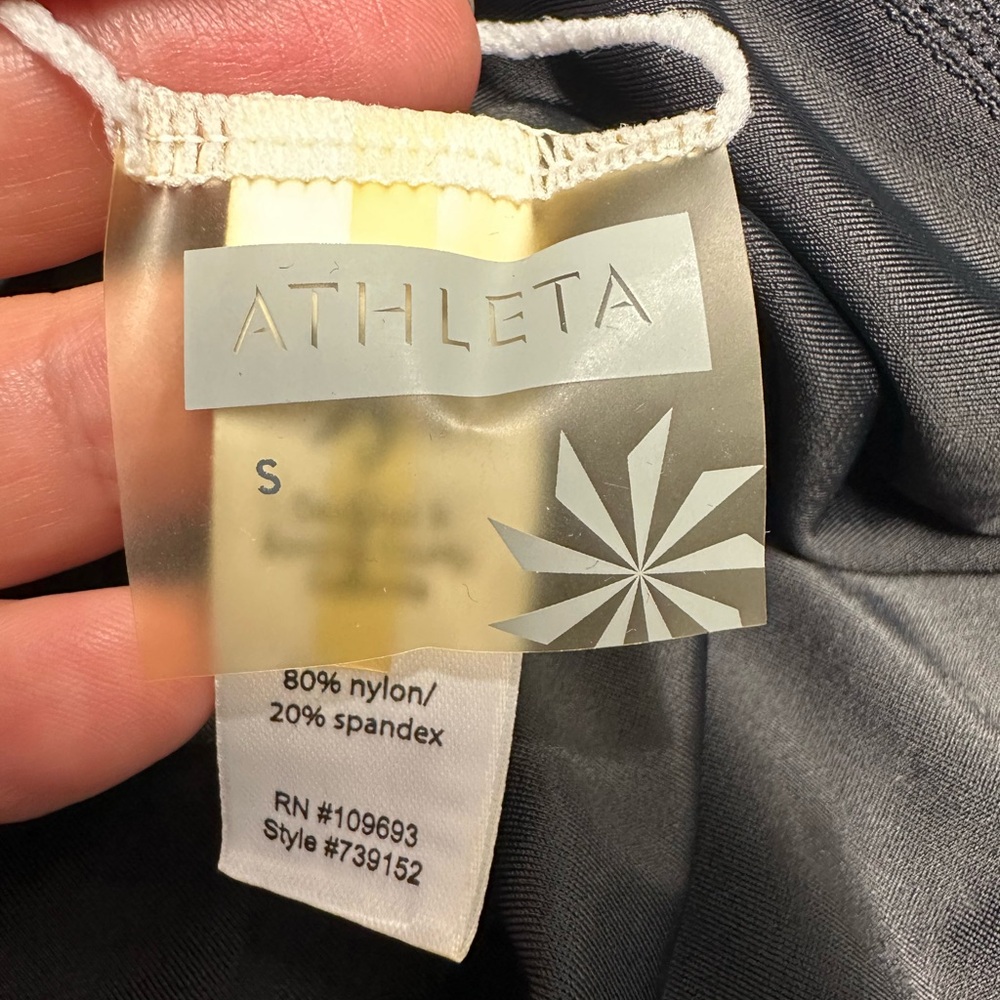 ATHLETA
S
80% nylon/
20% spandex
RN #109693
Style #739152